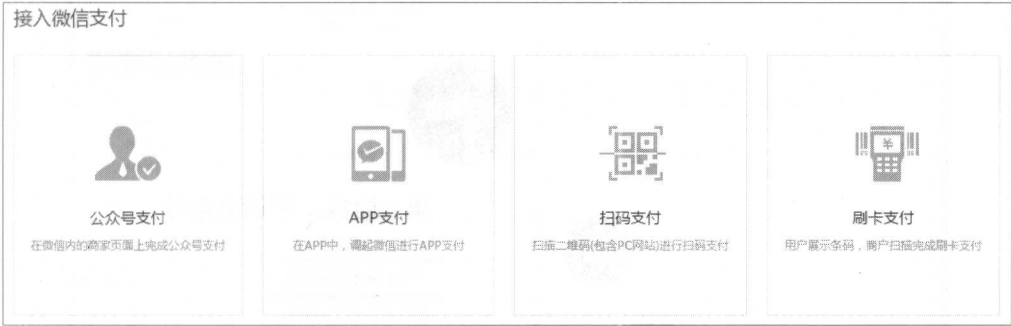 接入微信支付
公众号支付
在微信内的商家页面上完成公众号支付
APP支付
在APP中，调起微信进行APP支付
扫码支付
扫描二维码(包含PC网站)进行扫码支付
刷卡支付
用户展示条码，商户扫描完成刷卡支付